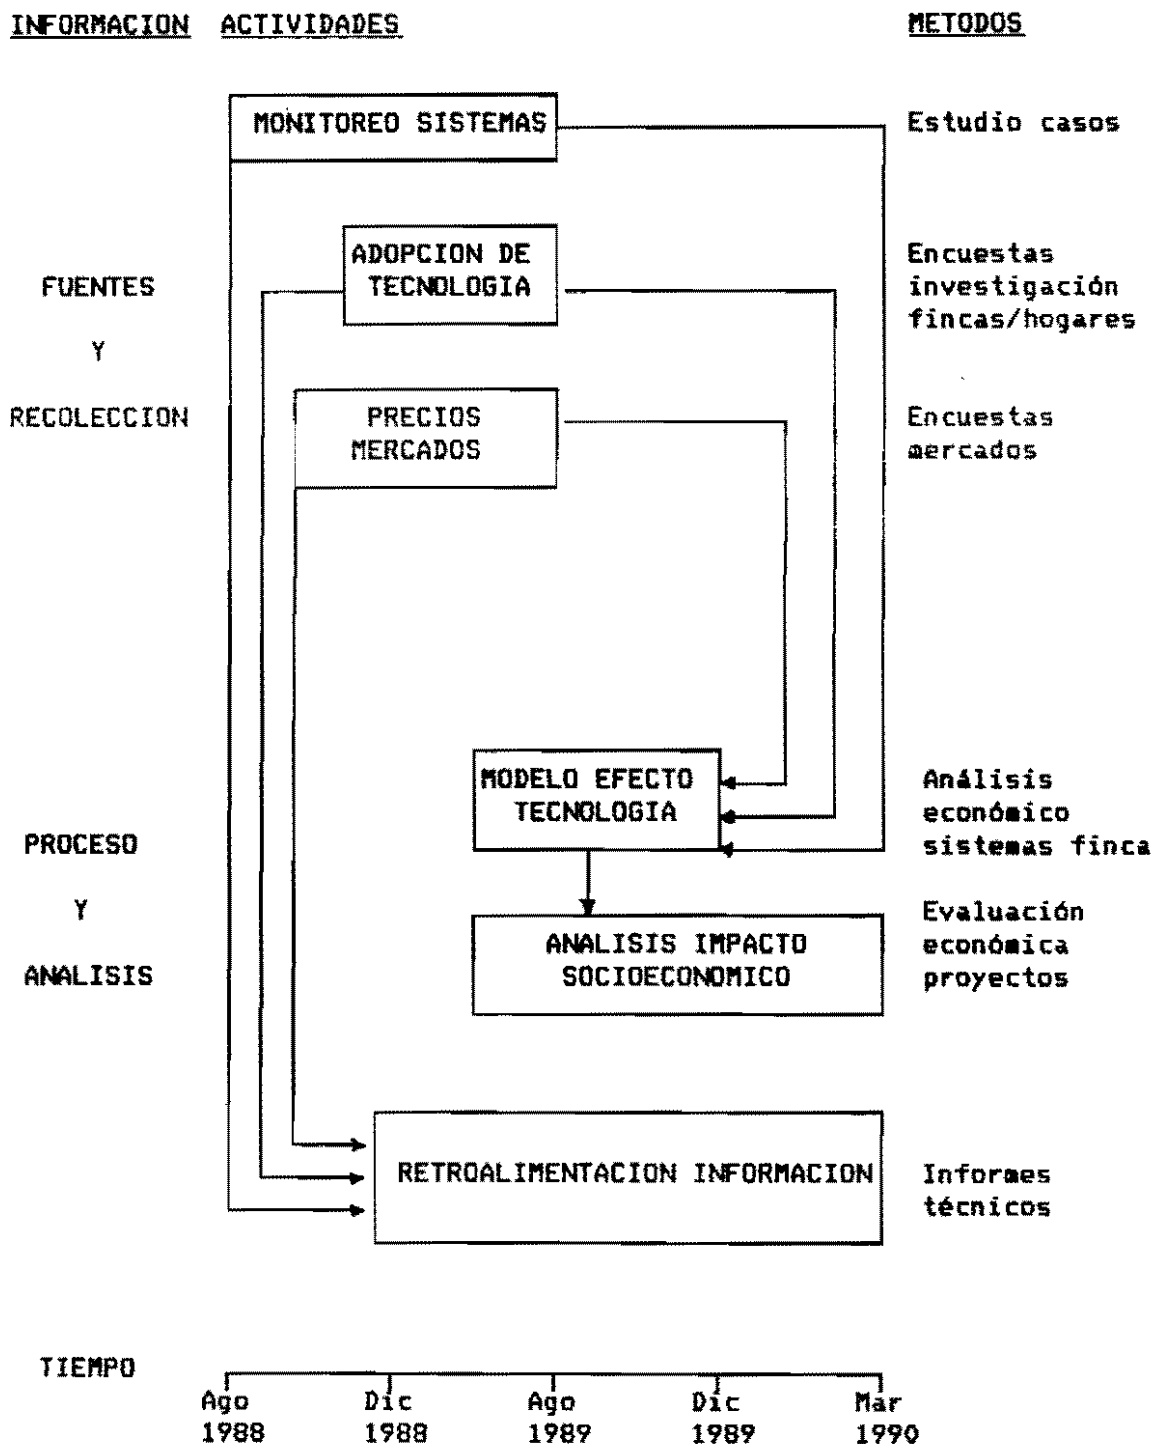 INFORMACION ACTIVIDADES METODOS
MONITOREO SISTEMAS Estudio casos
ADOPCION DE Encuestas
FUENTES TECNOLOGIA investigación
fincas/hogares
Y
RECOLECCION PRECIOS Encuestas
MERCADOS mercados
MODELO EFECTO Análisis
TECNOLOGIA económico
PROCESO sistemas finca
Y Evaluación
ANALISIS IMPACTO económica
ANALISIS SOCIOECONOMICO proyectos
RETROALIMENTACION INFORMACION Informes
técnicos
TIEMPO
Ago Dic Ago Dic Mar
1988 1988 1989 1989 1990